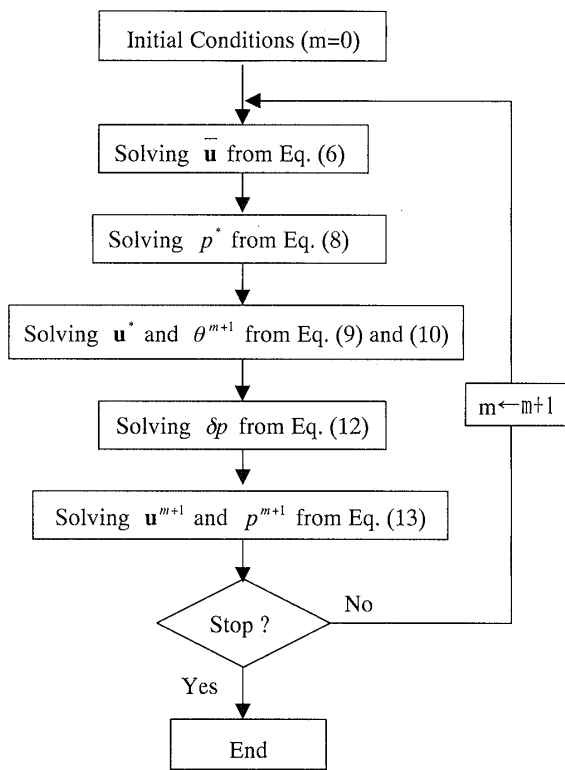 Initial Conditions (m=0)
Solving ū from Eq. (6)
Solving p* from Eq. (8)
Solving u* and θ^{m+1} from Eq. (9) and (10)
Solving δp from Eq. (12)
m←m+1
Solving u^{m+1} and p^{m+1} from Eq. (13)
No
Stop ?
Yes
End